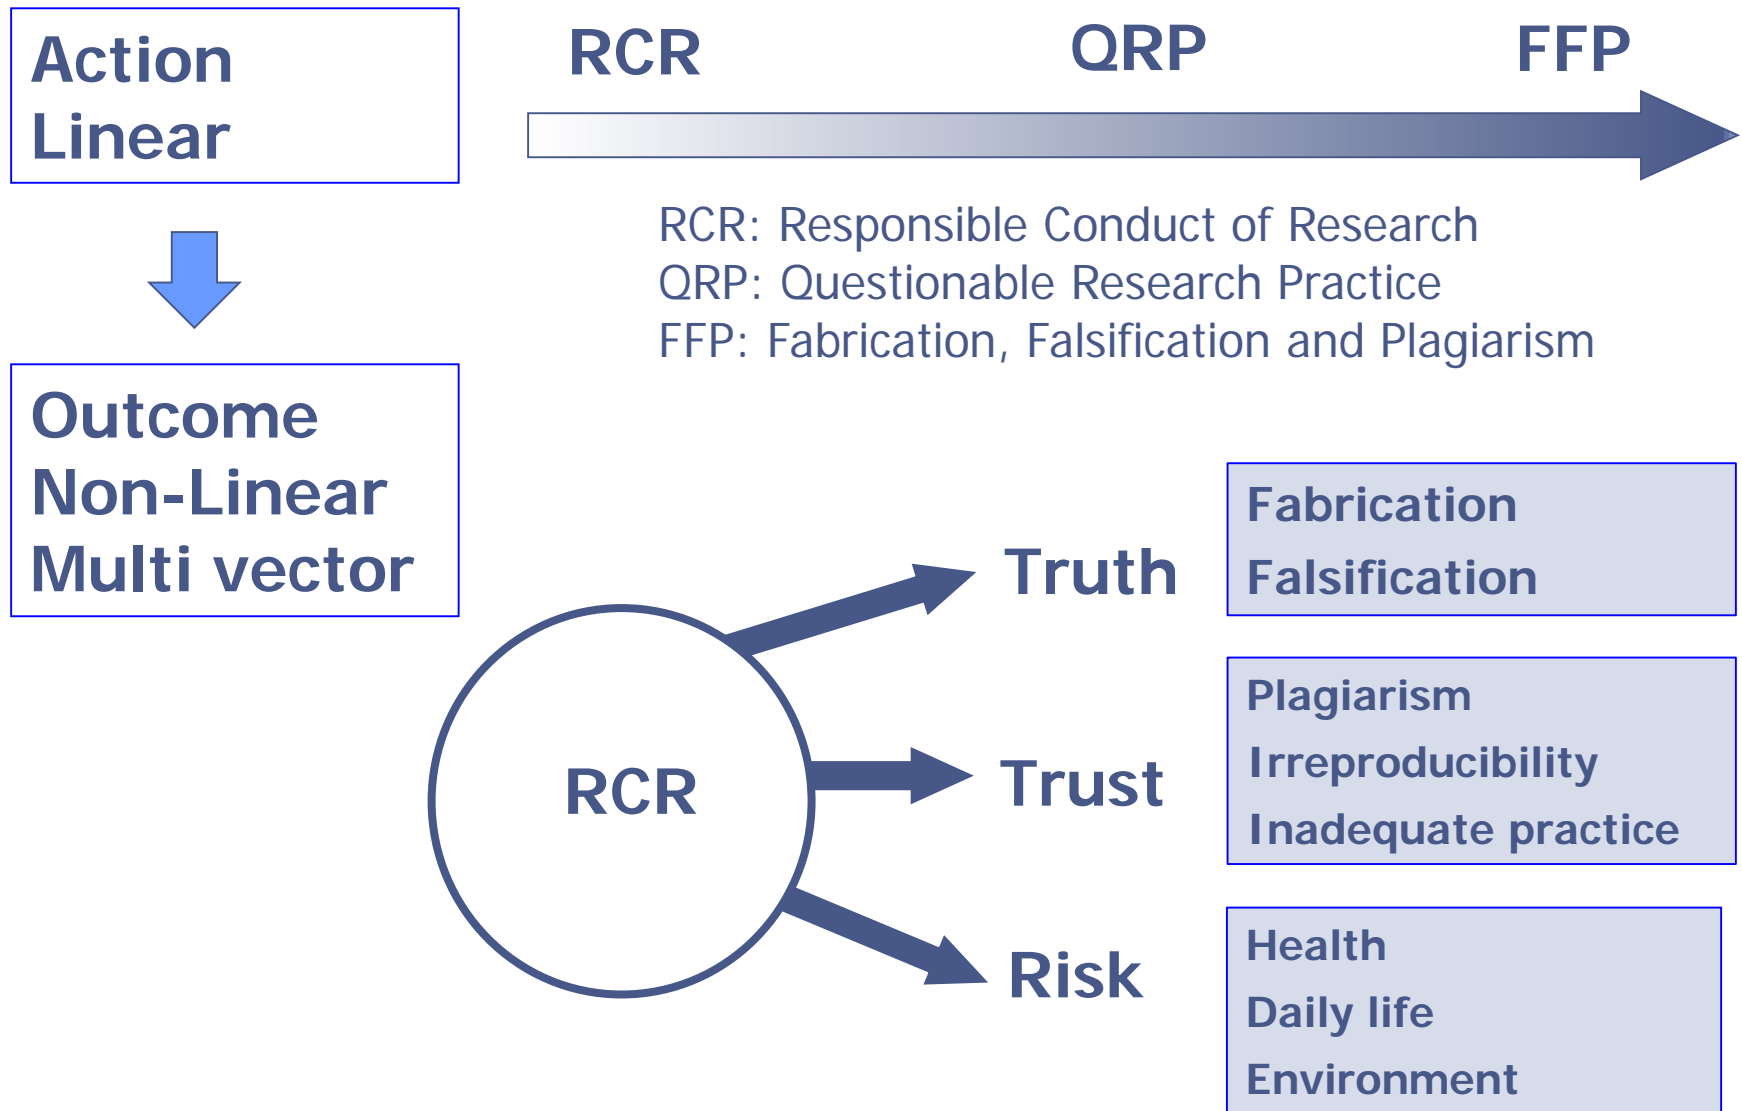 Action
Linear
RCR
QRP
FFP
RCR: Responsible Conduct of Research
QRP: Questionable Research Practice
FFP: Fabrication, Falsification and Plagiarism
Outcome
Non-Linear
Multi vector
RCR
Truth
Fabrication
Falsification
Trust
Plagiarism
Irreproducibility
Inadequate practice
Risk
Health
Daily life
Environment